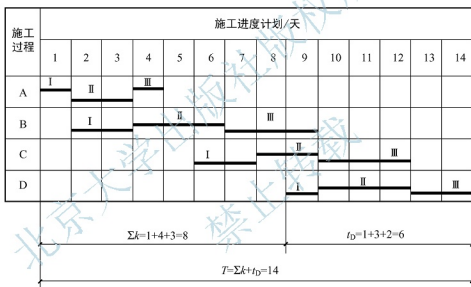 施工过程 施工进度计划/天
1 2 3 4 5 6 7 8 9 10 11 12 13 14
A Ⅰ Ⅱ Ⅲ
B Ⅰ Ⅱ Ⅲ
C Ⅰ Ⅱ Ⅲ
D Ⅰ Ⅱ Ⅲ
Σk=1+4+3=8 tD=1+3+2=6
T=Σk+tD=14
北京大学出版社版权所有
禁止转载